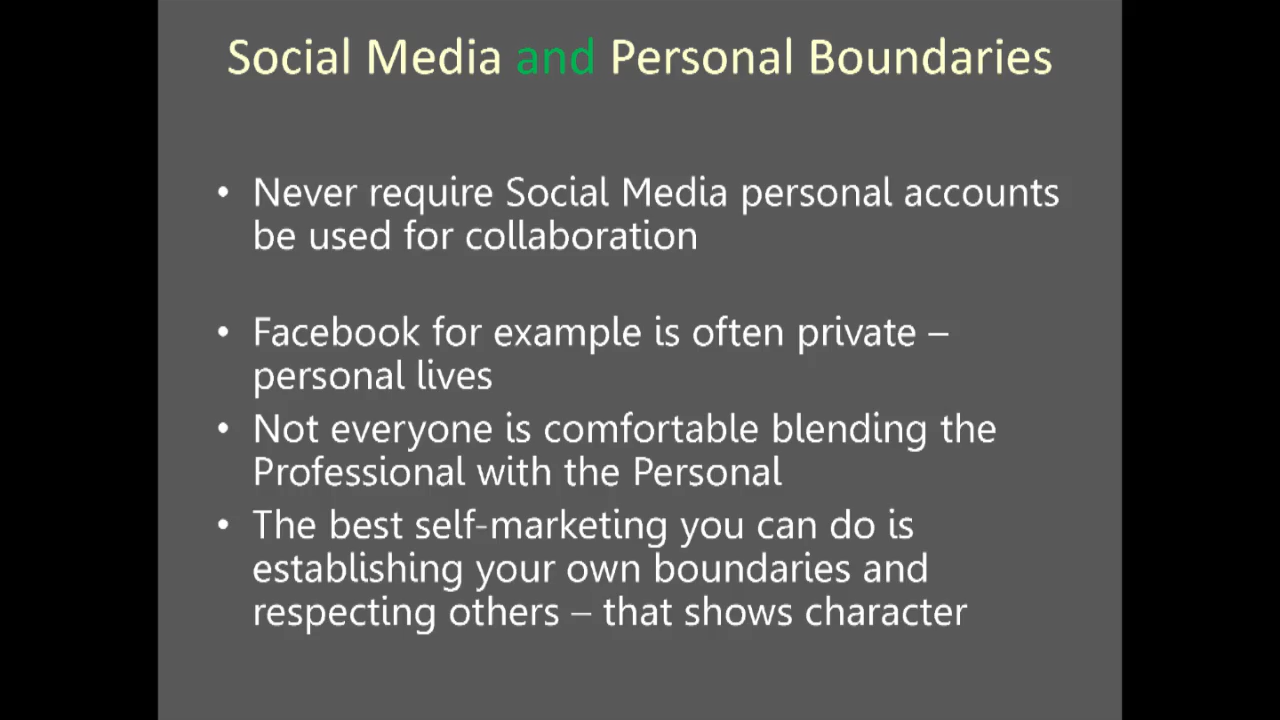 Social Media and Personal Boundaries
• Never require Social Media personal accounts
be used for collaboration
• Facebook for example is often private –
personal lives
• Not everyone is comfortable blending the
Professional with the Personal
• The best self-marketing you can do is
establishing your own boundaries and
respecting others – that shows character